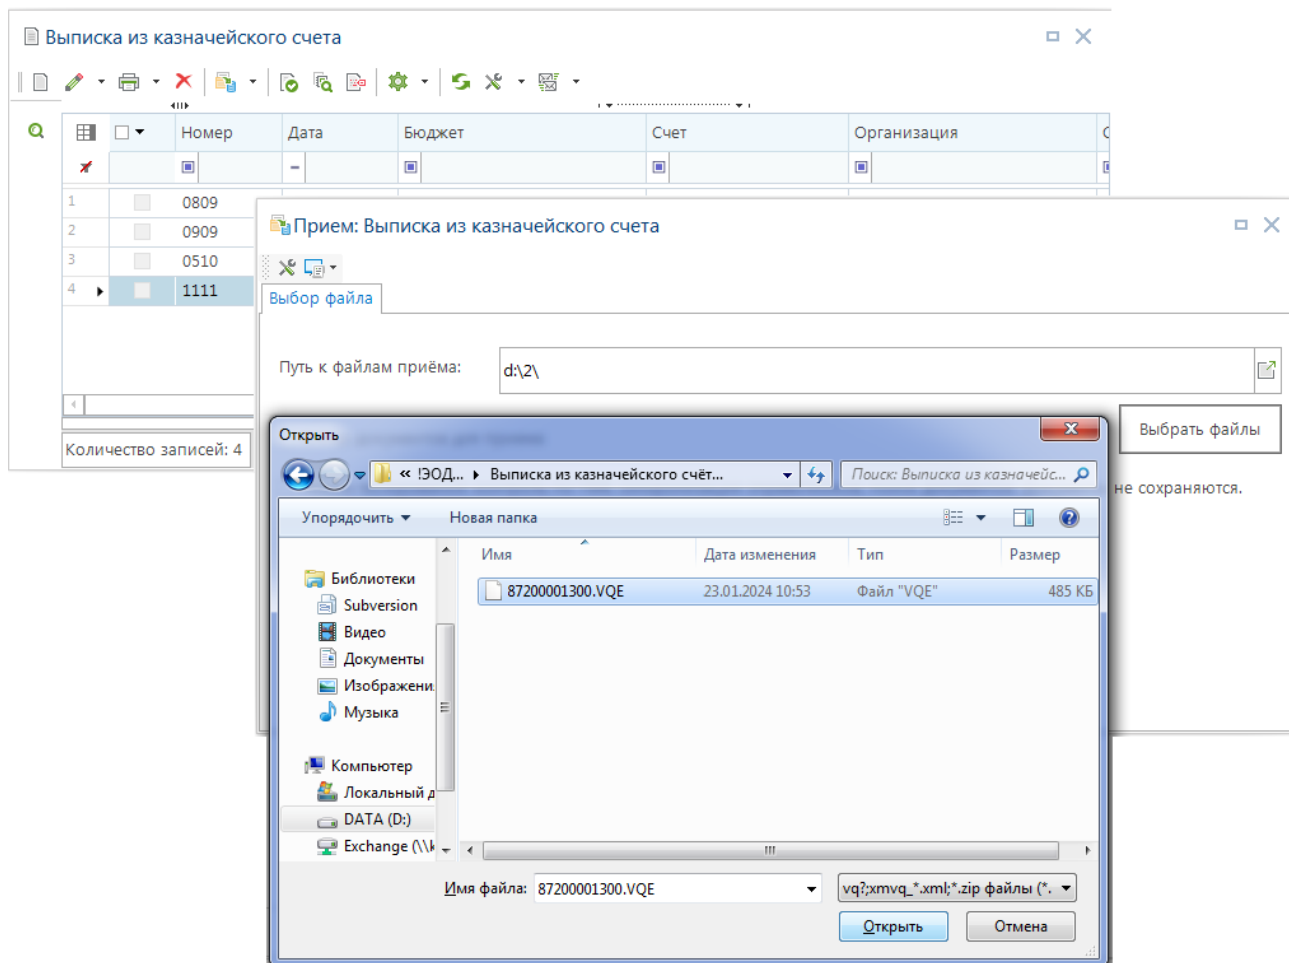 Выписка из казначейского счета
Номер Дата Бюджет Счет Организация
1 0809
2 0909
3 0510
4 1111
Количество записей: 4
Прием: Выписка из казначейского счета
Выбор файла
Путь к файлам приёма: d:\2\
Выбрать файлы
не сохраняются.
Открыть
« !ЭОД... Выписка из казначейского счёт... Поиск: Выписка из казначейс...
Упорядочить Новая папка
Имя Дата изменения Тип Размер
87200001300.VQE 23.01.2024 10:53 Файл "VQE" 485 КБ
Библиотеки
Subversion
Видео
Документы
Изображени
Музыка
Компьютер
Локальный д
DATA (D:)
Exchange (\\k
Имя файла: 87200001300.VQE vq?;xmvq_*.xml;*.zip файлы (*.
Открыть Отмена